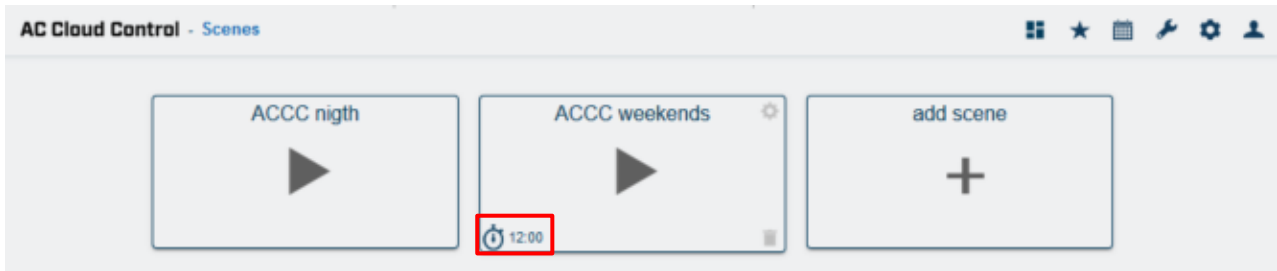 AC Cloud Control - Scenes
ACCC nigth
ACCC weekends
12:00
add scene